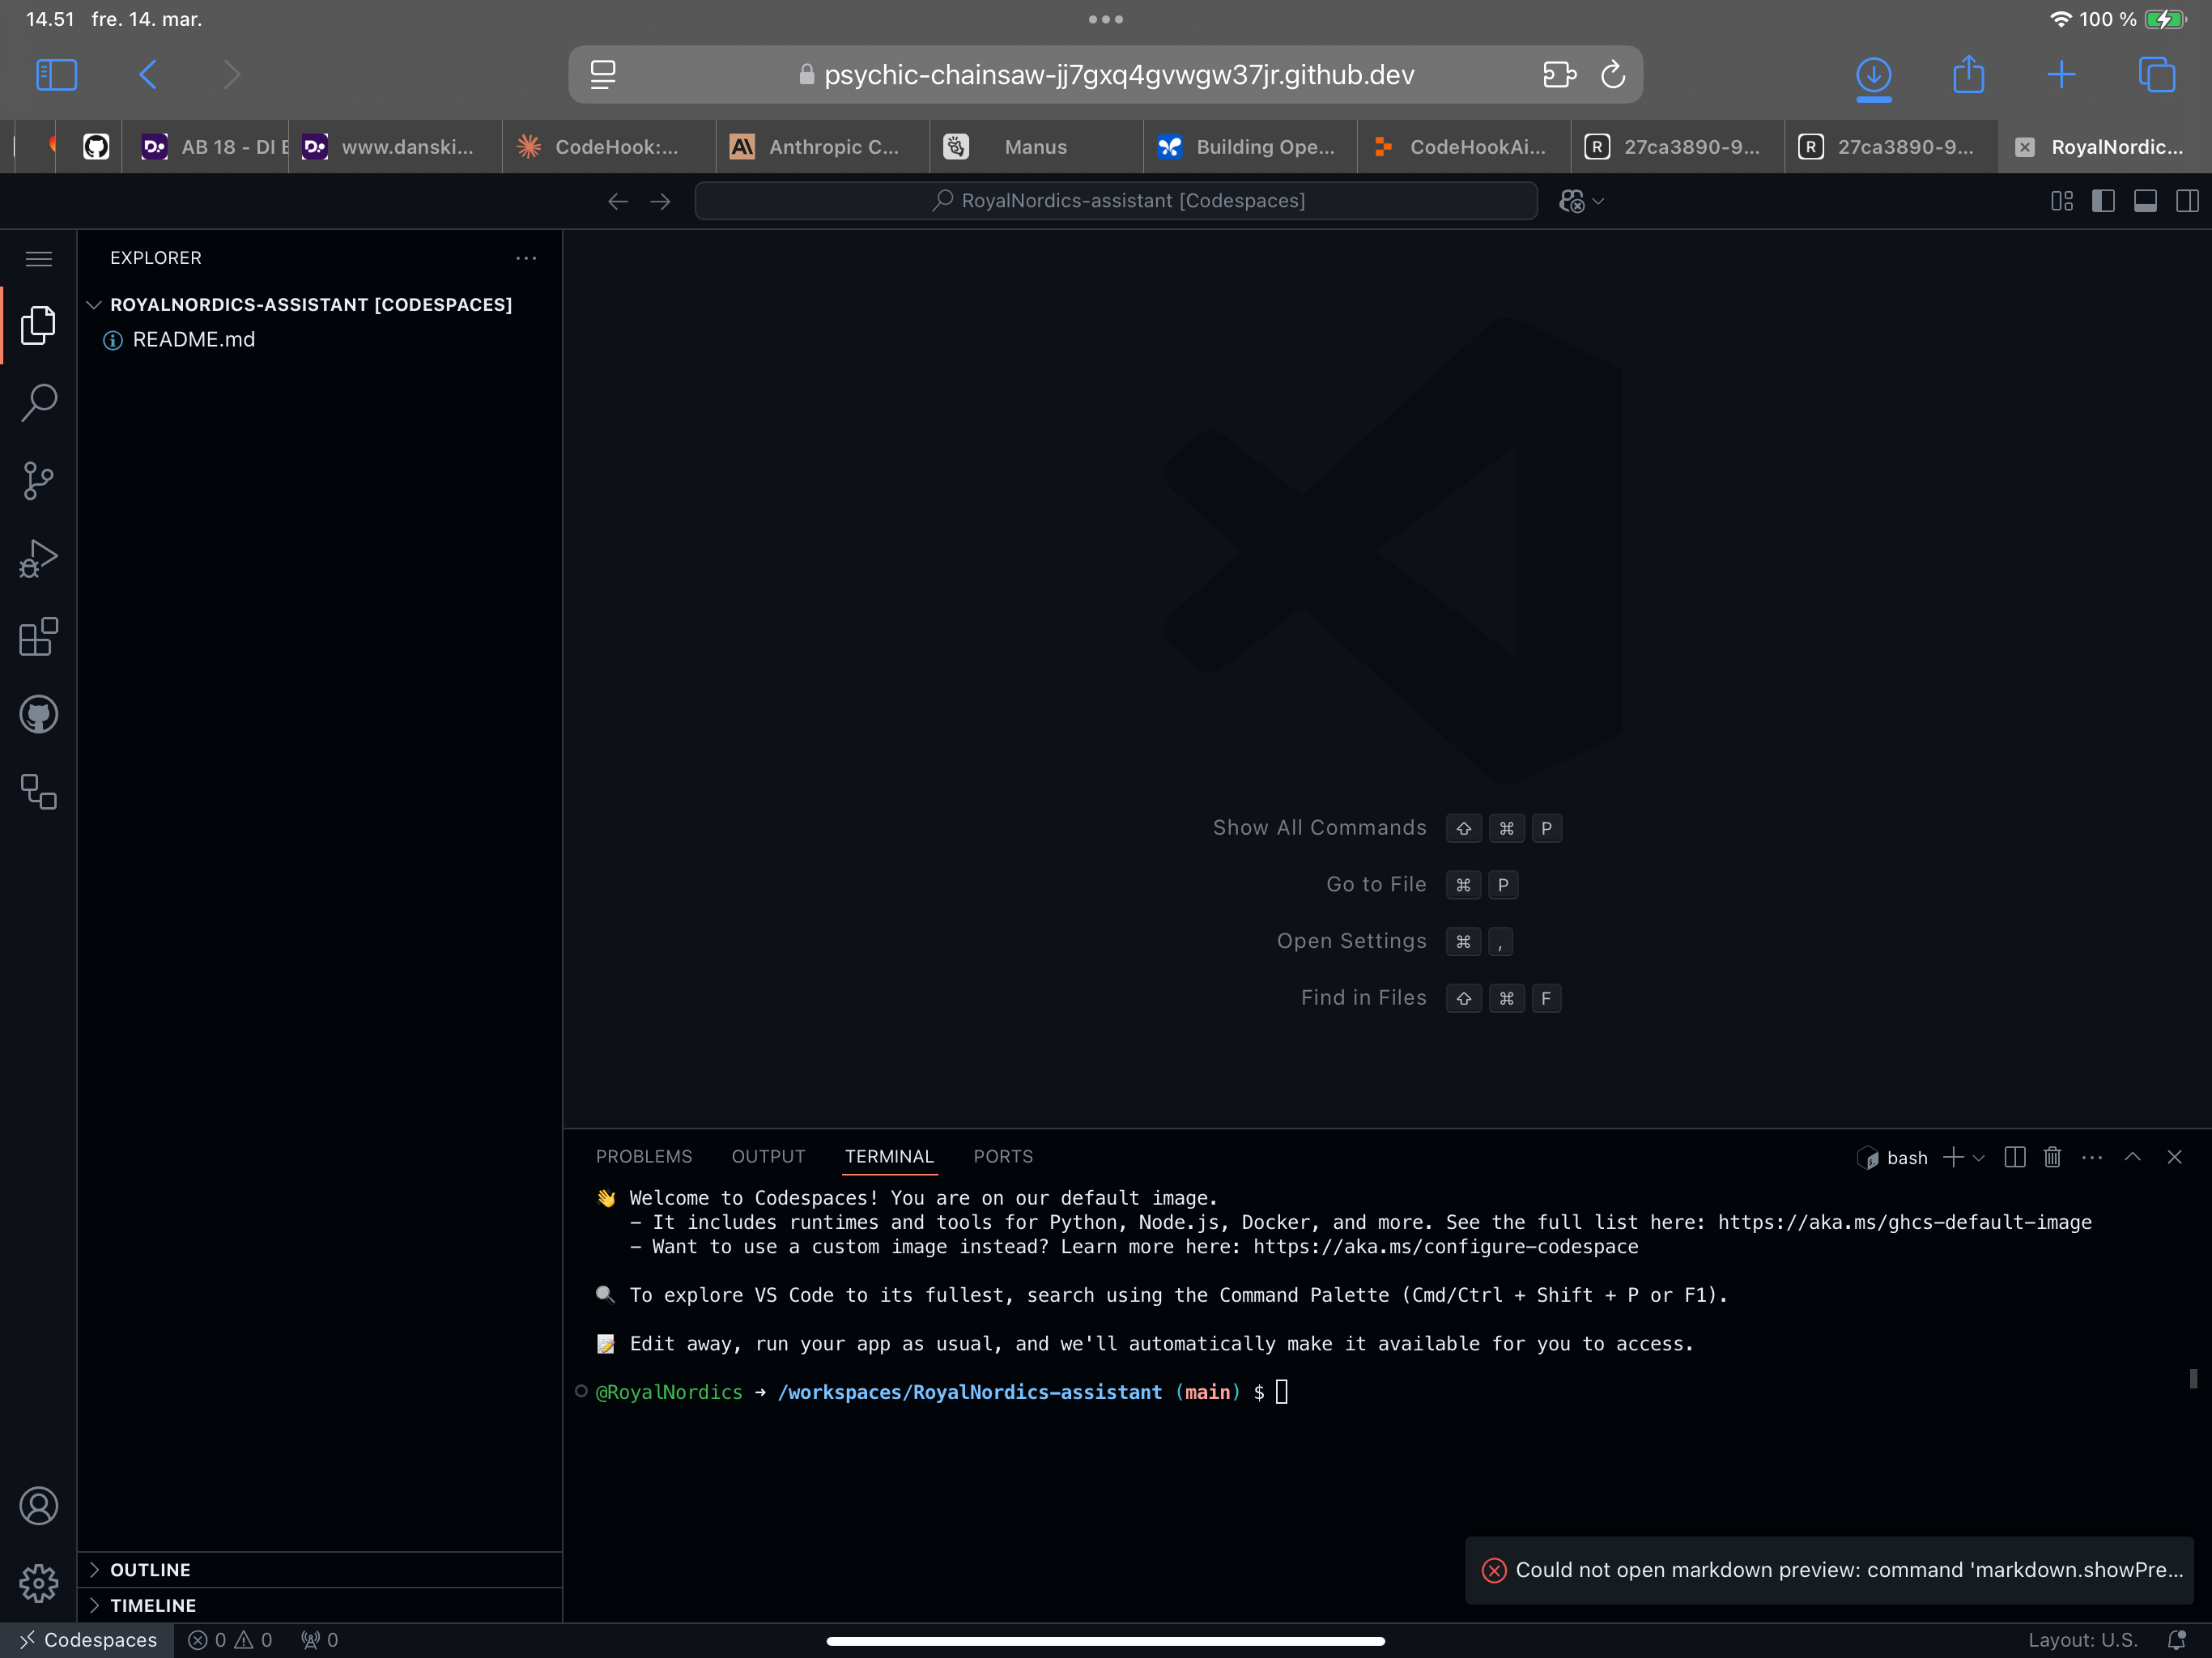 14.51 fre. 14. mar.
100 %
psychic-chainsaw-jj7gxq4gvwgw37jr.github.dev
AB 18 - DI E
www.danski...
CodeHook:...
Anthropic C...
Manus
Building Ope...
CodeHookAi...
27ca3890-9...
27ca3890-9...
RoyalNordic...
RoyalNordics-assistant [Codespaces]
EXPLORER
ROYALNORDICS-ASSISTANT [CODESPACES]
README.md
Show All Commands ⇧ ⌘ P
Go to File ⌘ P
Open Settings ⌘ ,
Find in Files ⇧ ⌘ F
PROBLEMS OUTPUT TERMINAL PORTS
bash
👋 Welcome to Codespaces! You are on our default image.
- It includes runtimes and tools for Python, Node.js, Docker, and more. See the full list here: https://aka.ms/ghcs-default-image
- Want to use a custom image instead? Learn more here: https://aka.ms/configure-codespace
🔍 To explore VS Code to its fullest, search using the Command Palette (Cmd/Ctrl + Shift + P or F1).
📝 Edit away, run your app as usual, and we'll automatically make it available for you to access.
@RoyalNordics → /workspaces/RoyalNordics-assistant (main) $
OUTLINE
TIMELINE
Could not open markdown preview: command 'markdown.showPre...
Codespaces 0 0 0
Layout: U.S.